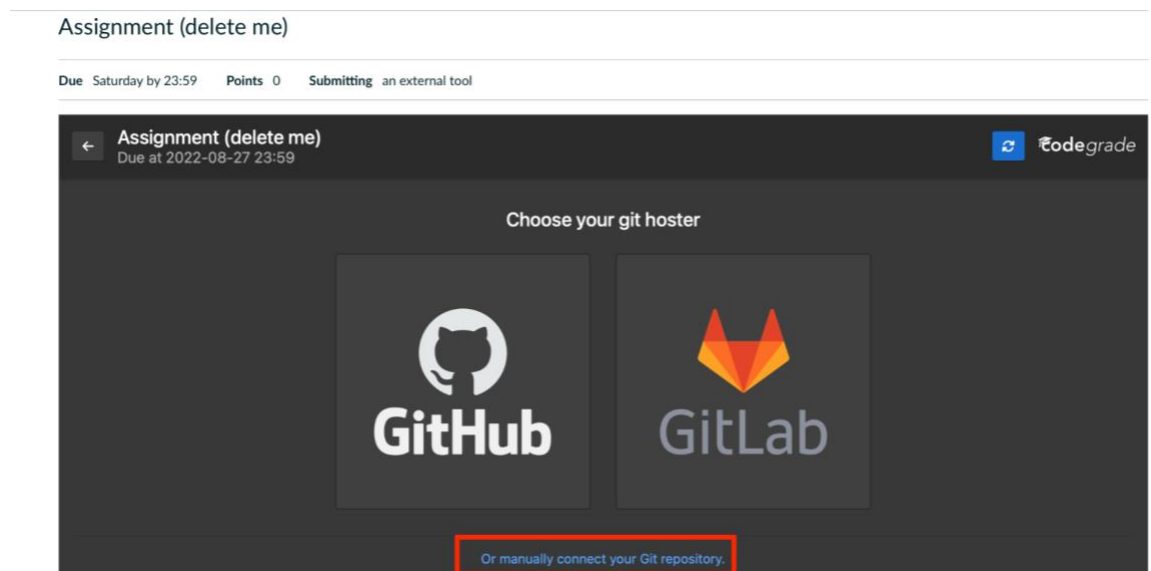 Assignment (delete me)
Due Saturday by 23:59 Points 0 Submitting an external tool
Assignment (delete me)
Due at 2022-08-27 23:59
codegrade
Choose your git hoster
GitHub
GitLab
Or manually connect your Git repository.